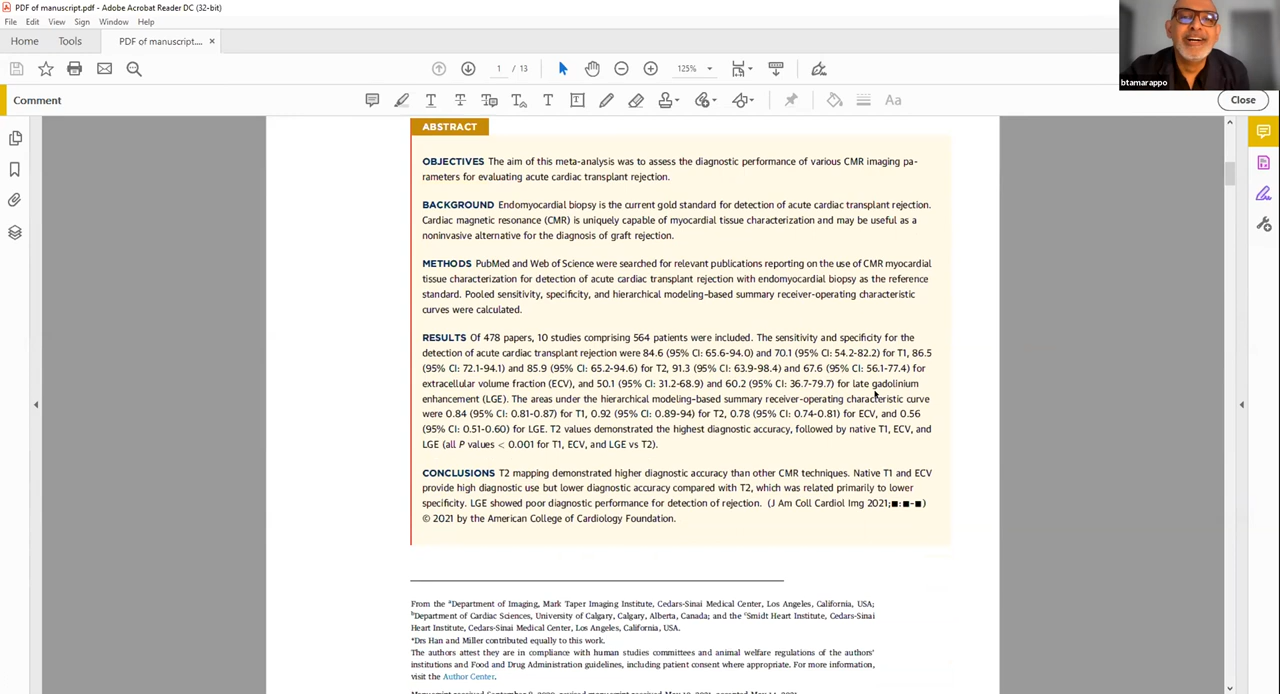 PDF of manuscript.pdf - Adobe Acrobat Reader DC (32-bit)
File Edit View Sign Window Help
Home Tools PDF of manuscript.... ×
1 / 13 125%
btamarappo
Comment
Aa
Close
ABSTRACT
OBJECTIVES The aim of this meta-analysis was to assess the diagnostic performance of various CMR imaging pa-
rameters for evaluating acute cardiac transplant rejection.
BACKGROUND Endomyocardial biopsy is the current gold standard for detection of acute cardiac transplant rejection.
Cardiac magnetic resonance (CMR) is uniquely capable of myocardial tissue characterization and may be useful as a
noninvasive alternative for the diagnosis of graft rejection.
METHODS PubMed and Web of Science were searched for relevant publications reporting on the use of CMR myocardial
tissue characterization for detection of acute cardiac transplant rejection with endomyocardial biopsy as the reference
standard. Pooled sensitivity, specificity, and hierarchical modeling-based summary receiver-operating characteristic
curves were calculated.
RESULTS Of 478 papers, 10 studies comprising 564 patients were included. The sensitivity and specificity for the
detection of acute cardiac transplant rejection were 84.6 (95% CI: 65.6-94.0) and 70.1 (95% CI: 54.2-82.2) for T1, 86.5
(95% CI: 72.1-94.1) and 85.9 (95% CI: 65.2-94.6) for T2, 91.3 (95% CI: 63.9-98.4) and 67.6 (95% CI: 56.1-77.4) for
extracellular volume fraction (ECV), and 50.1 (95% CI: 31.2-68.9) and 60.2 (95% CI: 36.7-79.7) for late gadolinium
enhancement (LGE). The areas under the hierarchical modeling-based summary receiver-operating characteristic curve
were 0.84 (95% CI: 0.81-0.87) for T1, 0.92 (95% CI: 0.89-94) for T2, 0.78 (95% CI: 0.74-0.81) for ECV, and 0.56
(95% CI: 0.51-0.60) for LGE. T2 values demonstrated the highest diagnostic accuracy, followed by native T1, ECV, and
LGE (all P values < 0.001 for T1, ECV, and LGE vs T2).
CONCLUSIONS T2 mapping demonstrated higher diagnostic accuracy than other CMR techniques. Native T1 and ECV
provide high diagnostic use but lower diagnostic accuracy compared with T2, which was related primarily to lower
specificity. LGE showed poor diagnostic performance for detection of rejection. (J Am Coll Cardiol Img 2021;■:■-■)
© 2021 by the American College of Cardiology Foundation.
From the aDepartment of Imaging, Mark Taper Imaging Institute, Cedars-Sinai Medical Center, Los Angeles, California, USA;
bDepartment of Cardiac Sciences, University of Calgary, Calgary, Alberta, Canada; and the cSmidt Heart Institute, Cedars-Sinai
Heart Institute, Cedars-Sinai Medical Center, Los Angeles, California, USA.
*Drs Han and Miller contributed equally to this work.
The authors attest they are in compliance with human studies committees and animal welfare regulations of the authors'
institutions and Food and Drug Administration guidelines, including patient consent where appropriate. For more information,
visit the Author Center.